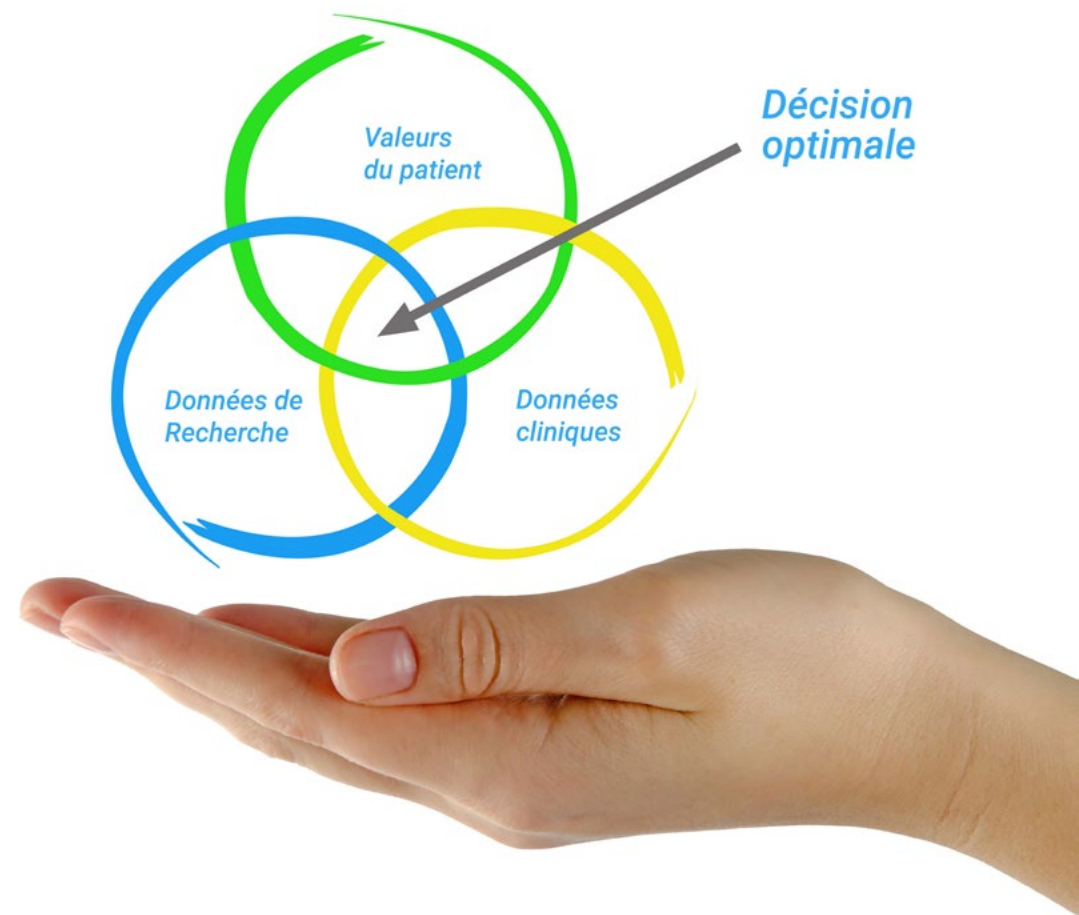 Décision
optimale
Valeurs
du patient
Données de
Recherche
Données
cliniques